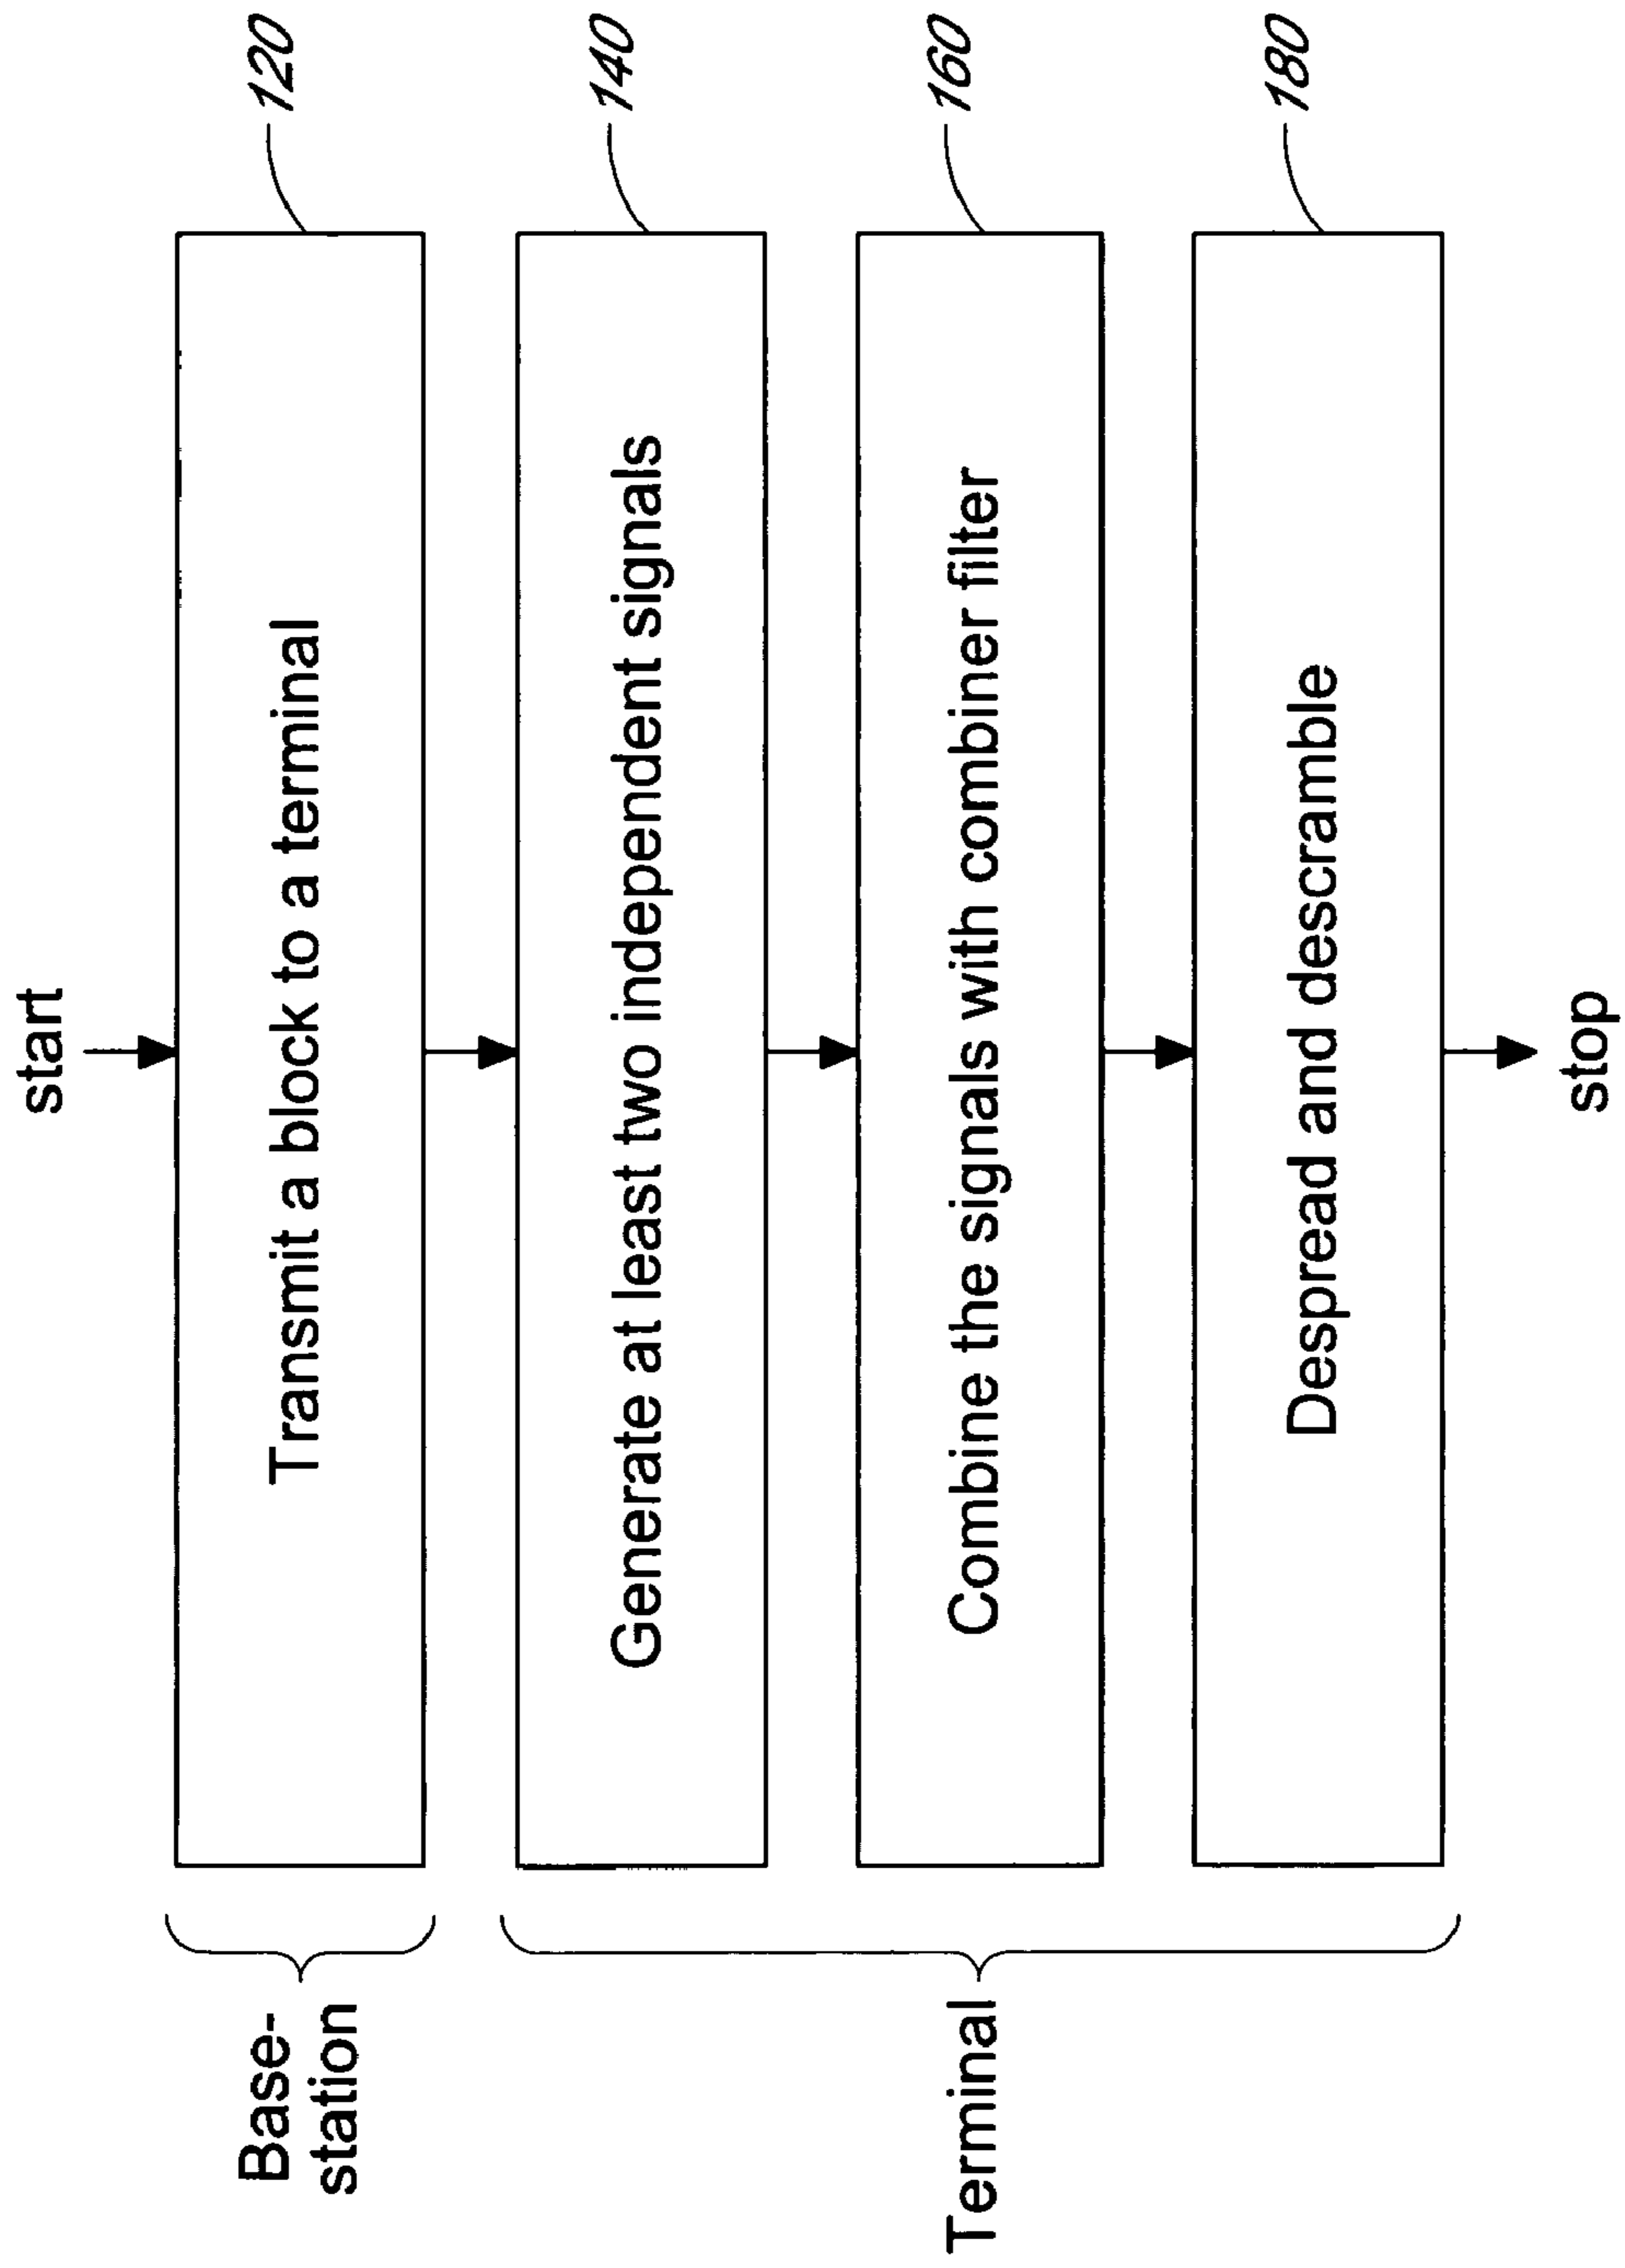 start
Base-
station
Transmit a block to a terminal
120
Terminal
Generate at least two independent signals
140
Combine the signals with combiner filter
160
Despread and descramble
180
stop